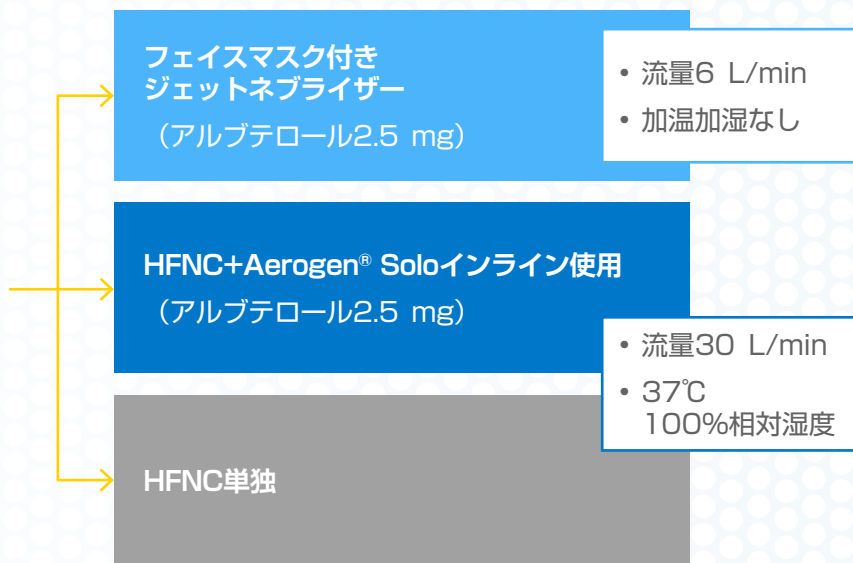 フェイスマスク付き
ジェットネブライザー
（アルブテロール2.5 mg）
• 流量6 L/min
• 加温加湿なし
HFNC+Aerogen® Soloインライン使用
（アルブテロール2.5 mg）
• 流量30 L/min
• 37℃
100%相対湿度
HFNC単独